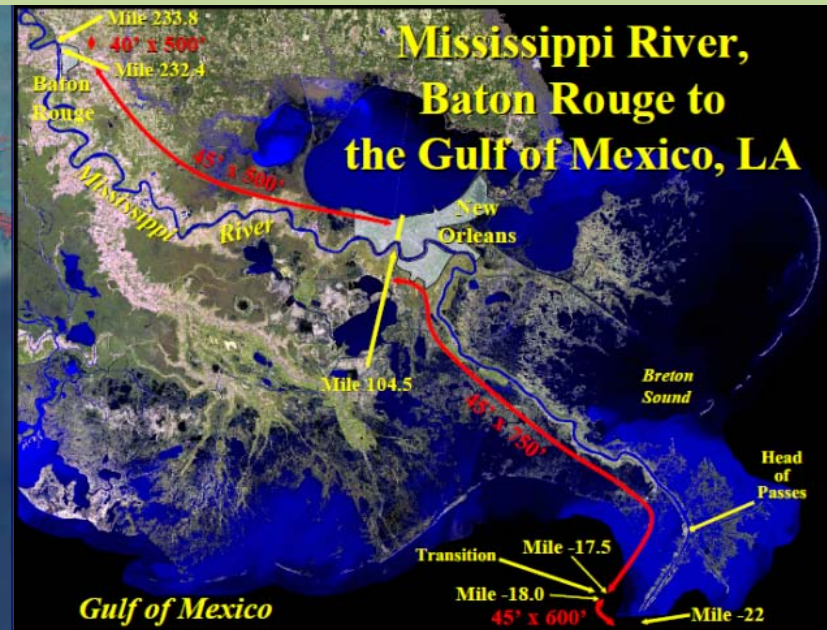 Mississippi River,
Baton Rouge to
the Gulf of Mexico, LA
Mile 233.8
40' x 500'
Mile 232.4
Baton
Rouge
45' x 500'
Mississippi
River
New
Orleans
Mile 104.5
Breton
Sound
45' x 750'
Head
of
Passes
Transition
Mile -17.5
Mile -18.0
45' x 600'
Mile -22
Gulf of Mexico